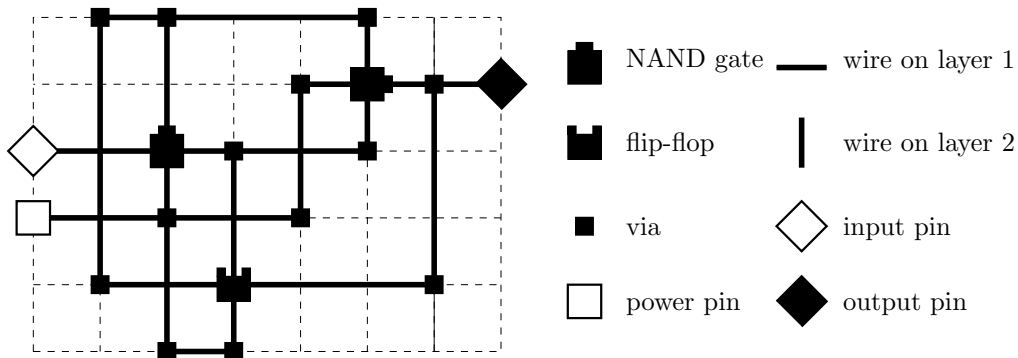 NAND gate wire on layer 1
flip-flop wire on layer 2
via input pin
power pin output pin